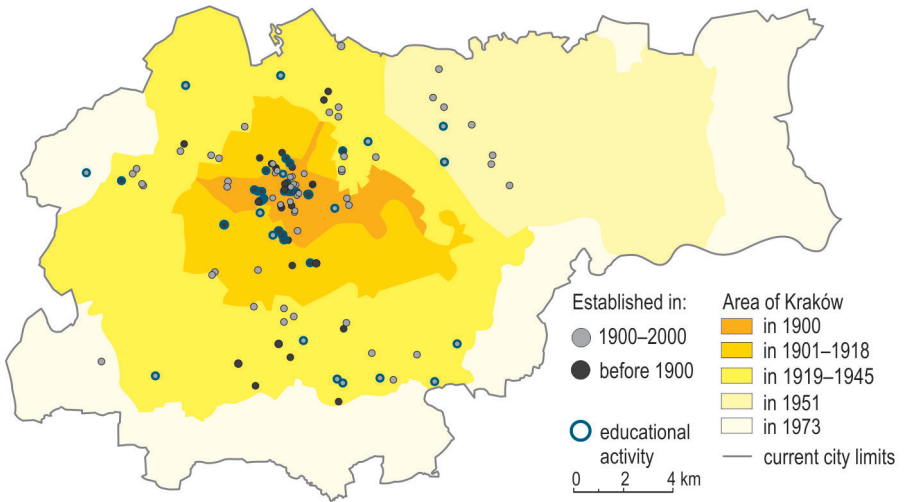 Established in:
1900–2000
before 1900
educational
activity
0 2 4 km
Area of Kraków
in 1900
in 1901–1918
in 1919–1945
in 1951
in 1973
current city limits